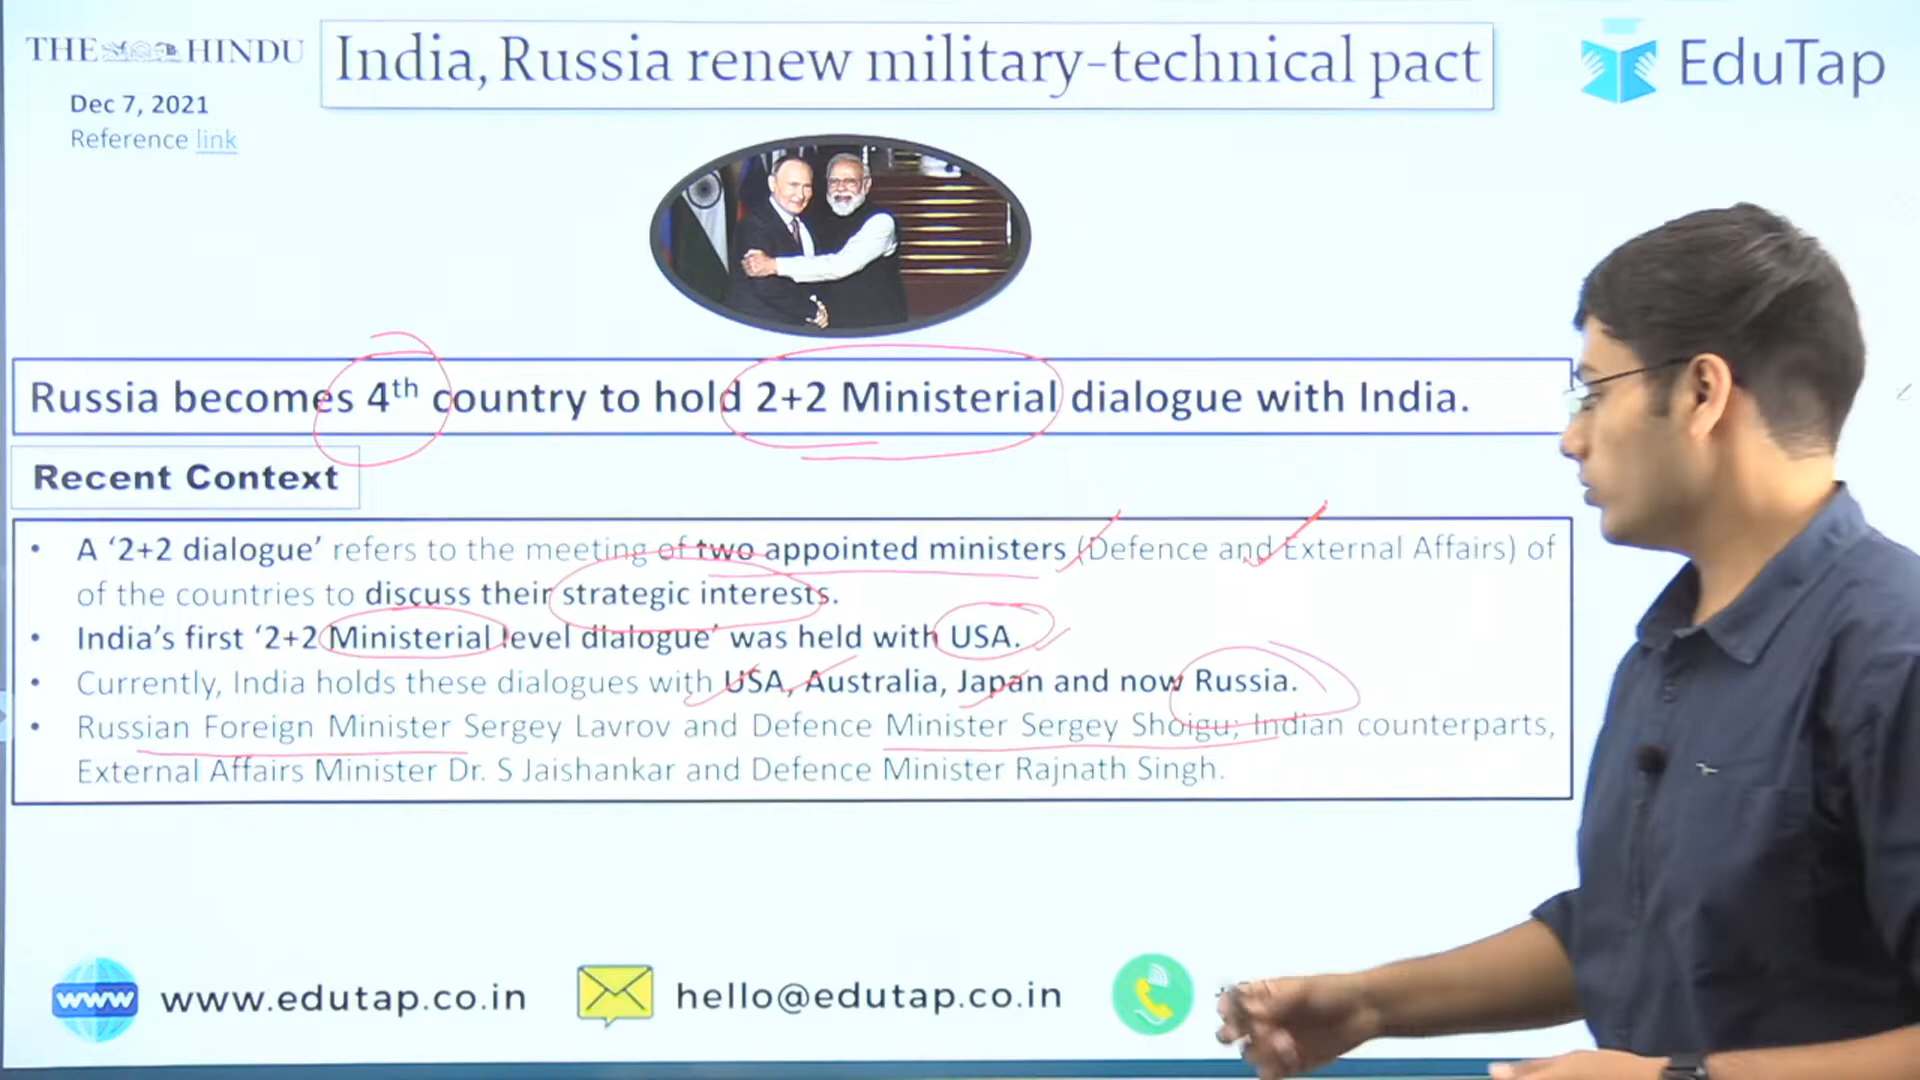 THE HINDU
India, Russia renew military-technical pact
EduTap
Dec 7, 2021
Reference link
Russia becomes 4th country to hold 2+2 Ministerial dialogue with India.
Recent Context
• A ‘2+2 dialogue’ refers to the meeting of two appointed ministers (Defence and External Affairs) of
of the countries to discuss their strategic interests.
• India’s first ‘2+2 Ministerial level dialogue’ was held with USA.
• Currently, India holds these dialogues with USA, Australia, Japan and now Russia.
• Russian Foreign Minister Sergey Lavrov and Defence Minister Sergey Shoigu; Indian counterparts,
External Affairs Minister Dr. S Jaishankar and Defence Minister Rajnath Singh.
www
www.edutap.co.in
hello@edutap.co.in